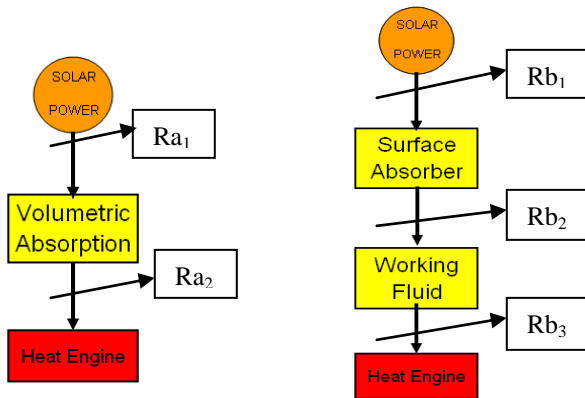 SOLAR
POWER
Ra₁
Volumetric
Absorption
Ra₂
Heat Engine
SOLAR
POWER
Rb₁
Surface
Absorber
Rb₂
Working
Fluid
Rb₃
Heat Engine